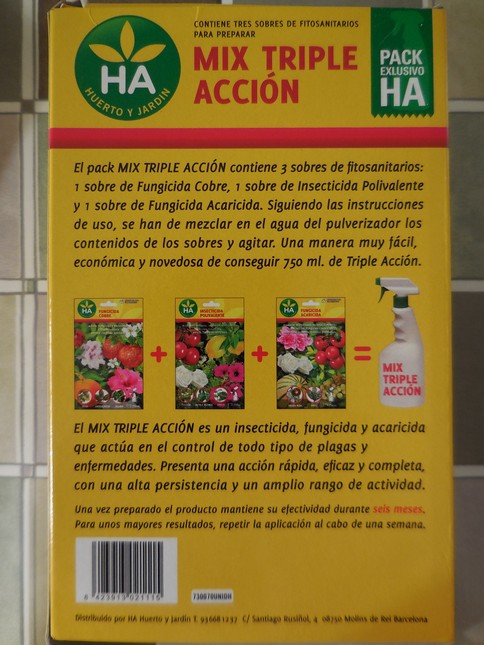 CONTIENE TRES SOBRES DE FITOSANITARIOS
PARA PREPARAR
MIX TRIPLE
ACCIÓN
HA
HUERTO Y JARDÍN
PACK
EXLUSIVO
HA
El pack MIX TRIPLE ACCIÓN contiene 3 sobres de fitosanitarios:
1 sobre de Fungicida Cobre, 1 sobre de Insecticida Polivalente
y 1 sobre de Fungicida Acaricida. Siguiendo las instrucciones
de uso, se han de mezclar en el agua del pulverizador los
contenidos de los sobres y agitar. Una manera muy fácil,
económica y novedosa de conseguir 750 ml. de Triple Acción.
HA
FUNGICIDA
COBRE
+
HA
INSECTICIDA
POLIVALENTE
+
HA
FUNGICIDA
ACARICIDA
=
MIX
TRIPLE
ACCIÓN
El MIX TRIPLE ACCIÓN es un insecticida, fungicida y acaricida
que actúa en el control de todo tipo de plagas y
enfermedades. Presenta una acción rápida, eficaz y completa,
con una alta persistencia y un amplio rango de actividad.
Una vez preparado el producto mantiene su efectividad durante seis meses.
Para unos mayores resultados, repetir la aplicación al cabo de una semana.
8 423913 021115
73007OUNIDH
Distribuido por HA Huerto y Jardín T. 936681237 C/ Santiago Rusiñol, 4 08750 Molins de Rei Barcelona